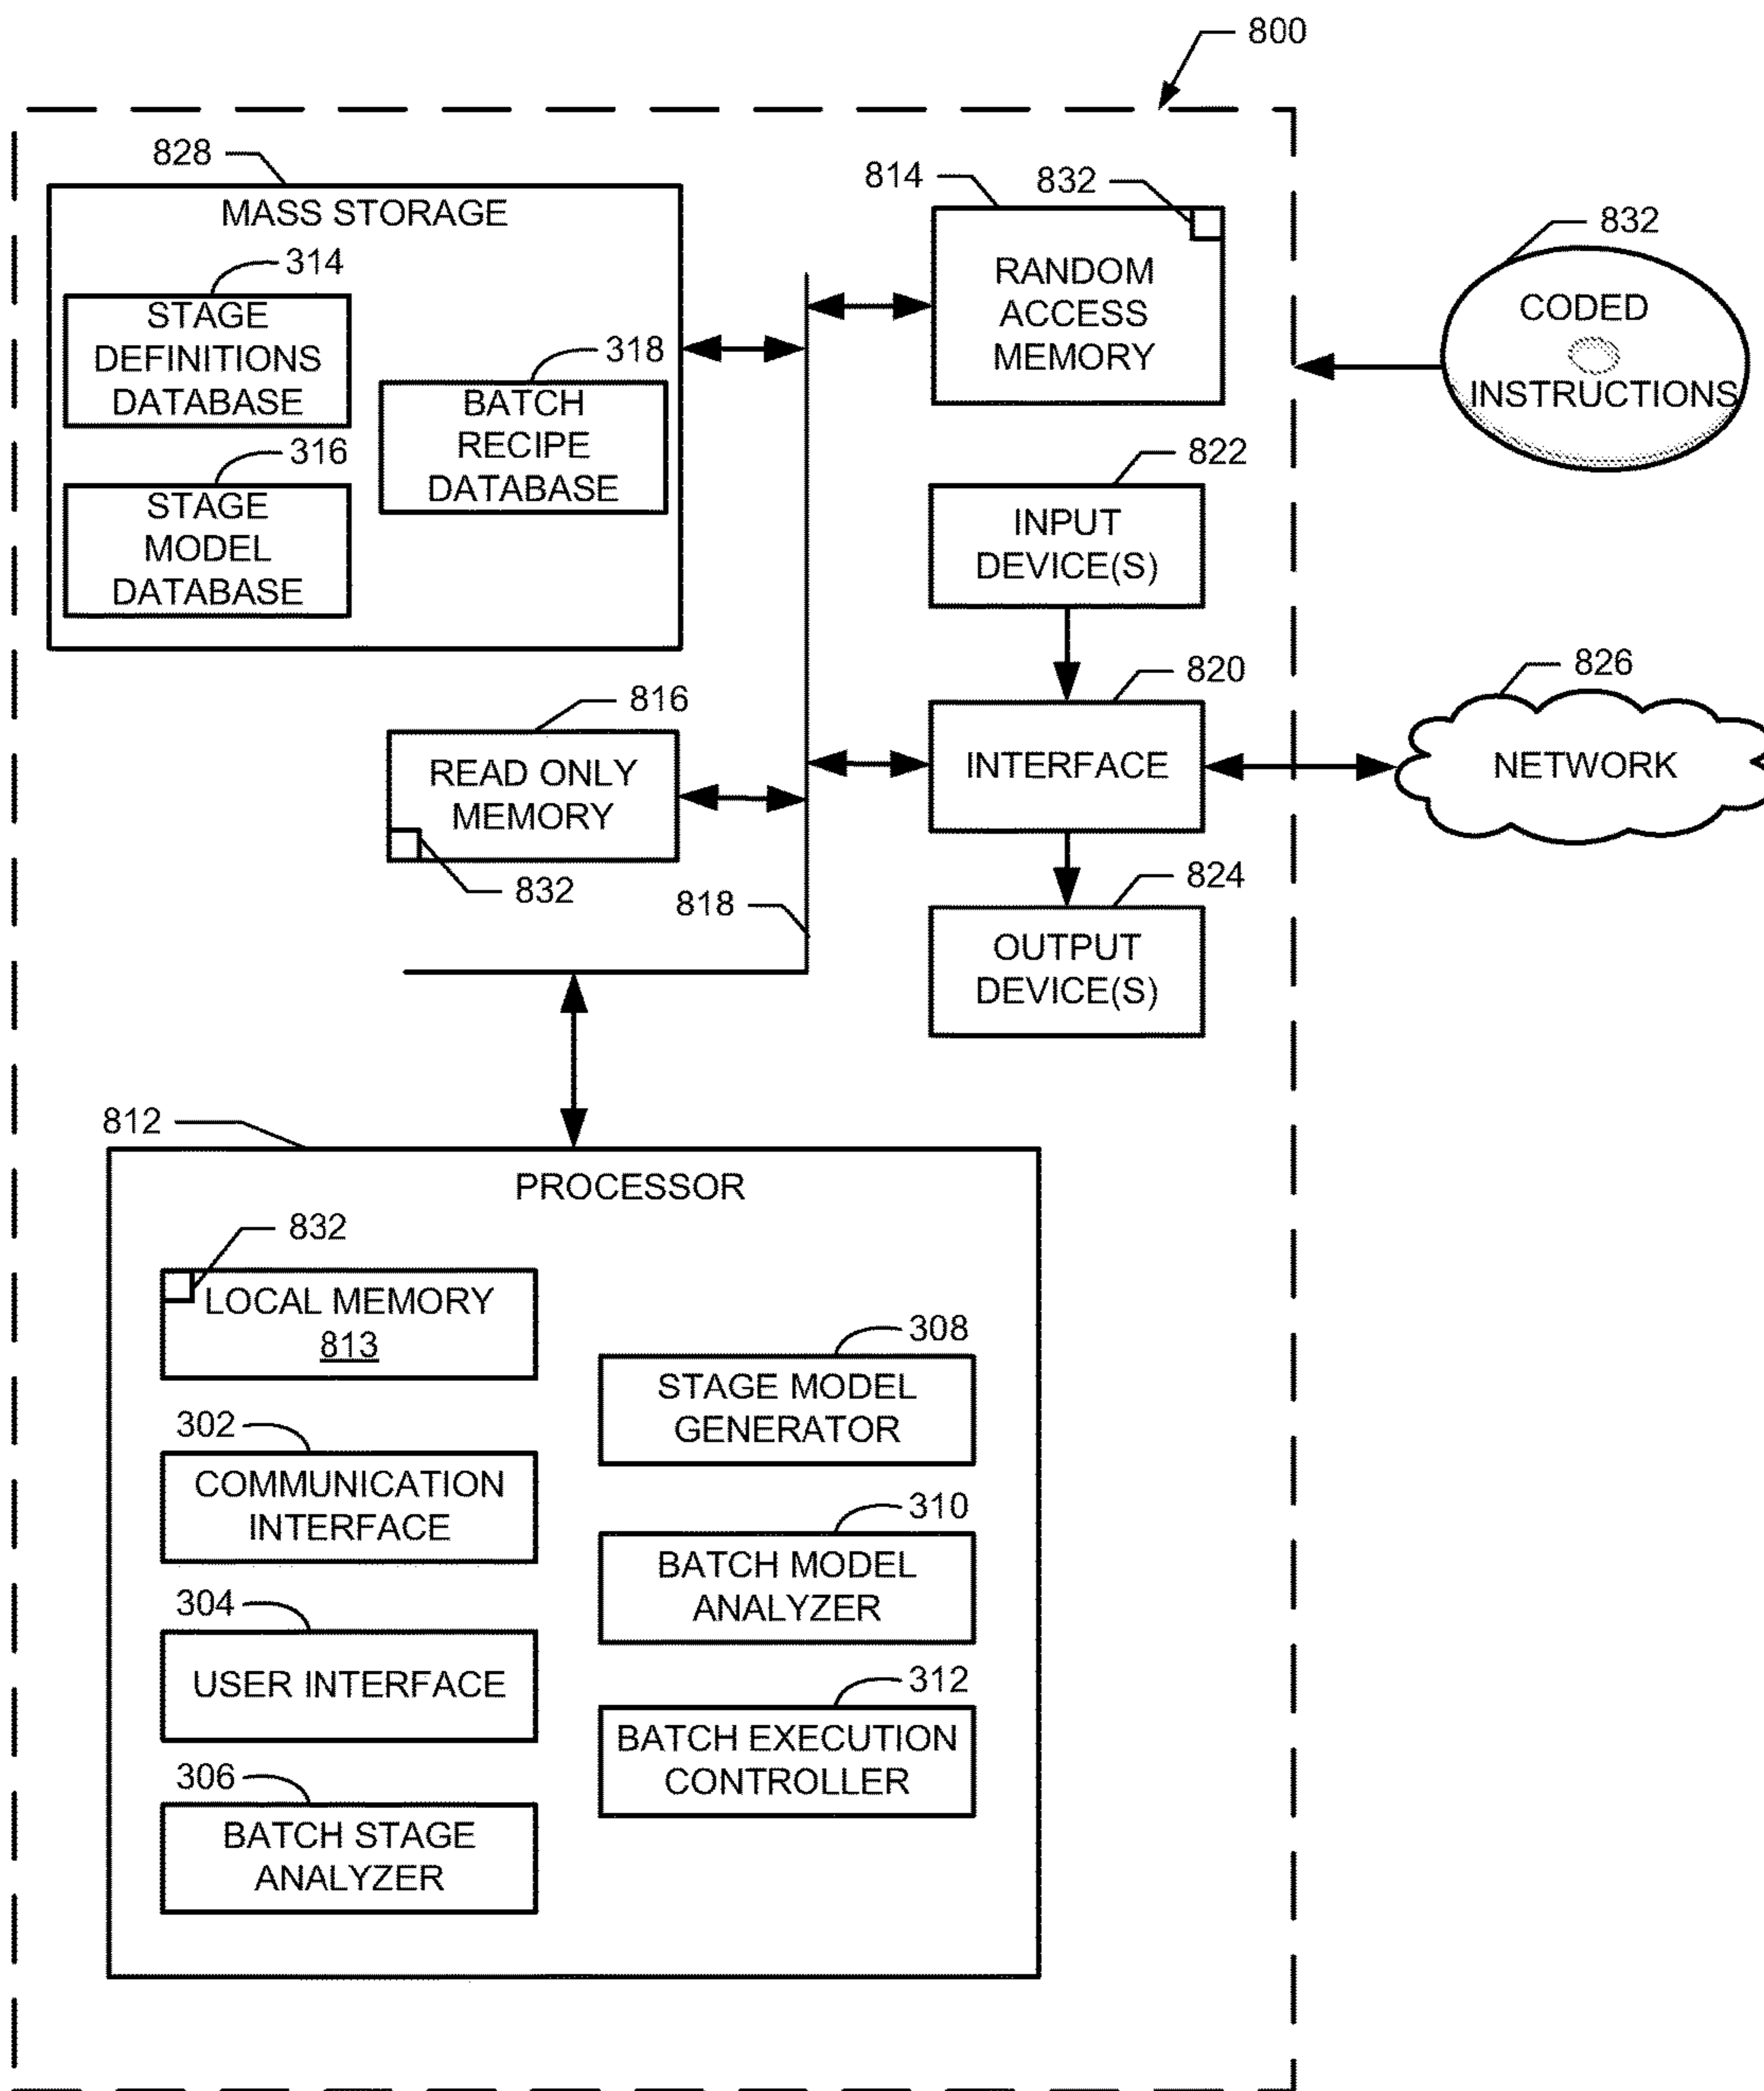 800
828
MASS STORAGE
314
STAGE
DEFINITIONS
DATABASE
318
BATCH
RECIPE
DATABASE
316
STAGE
MODEL
DATABASE
814
832
RANDOM
ACCESS
MEMORY
832
CODED
INSTRUCTIONS
822
INPUT
DEVICE(S)
816
READ ONLY
MEMORY
832
820
INTERFACE
826
NETWORK
818
824
OUTPUT
DEVICE(S)
812
PROCESSOR
832
LOCAL MEMORY
813
302
COMMUNICATION
INTERFACE
304
USER INTERFACE
306
BATCH STAGE
ANALYZER
308
STAGE MODEL
GENERATOR
310
BATCH MODEL
ANALYZER
312
BATCH EXECUTION
CONTROLLER